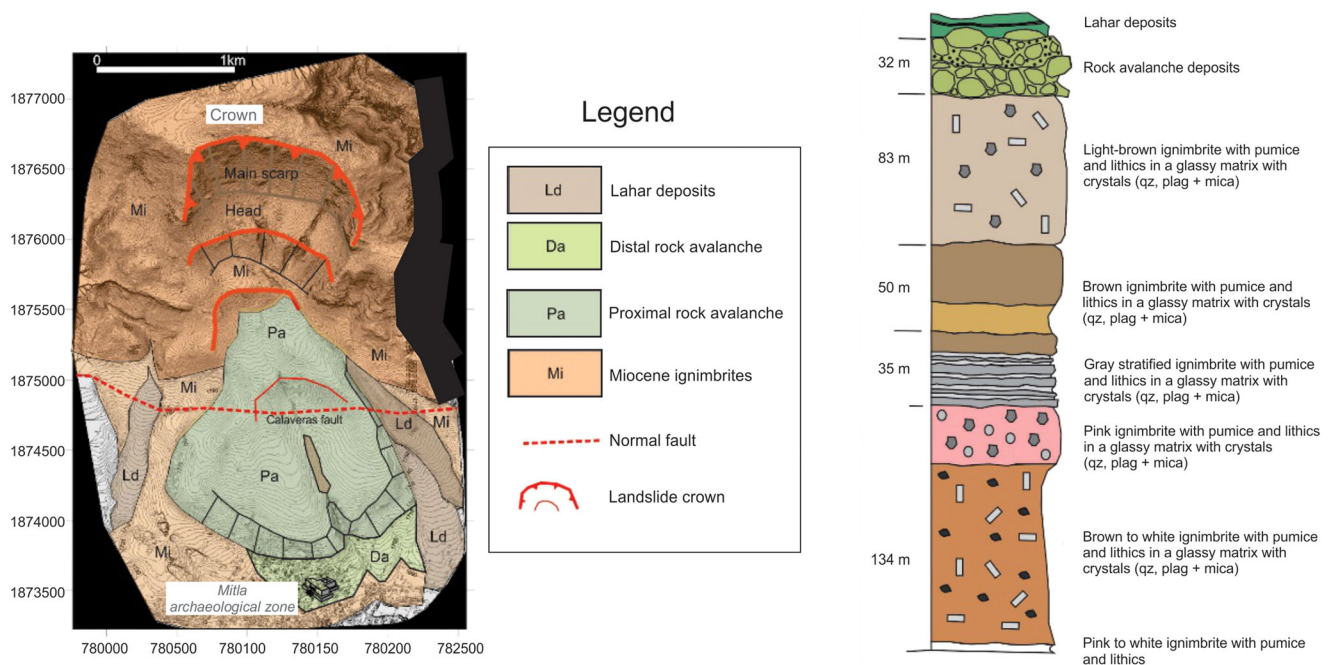 0
1km
1877000
1876500
1876000
1875500
1875000
1874500
1874000
1873500
780000
780500
780100
780150
782200
782500
Crown
Mi
Main scarp
Mi
Head
Mi
Pa
Mi
Mi
Calaveras fault
Ld
Mi
Ld
Pa
Mi
Da
Ld
Mitla
archaeological zone
Legend
Ld
Lahar deposits
Da
Distal rock avalanche
Pa
Proximal rock avalanche
Mi
Miocene ignimbrites
Normal fault
Landslide crown
Lahar deposits
32 m
Rock avalanche deposits
83 m
Light-brown ignimbrite with pumice
and lithics in a glassy matrix with
crystals (qz, plag + mica)
50 m
Brown ignimbrite with pumice and
lithics in a glassy matrix with crystals
(qz, plag + mica)
35 m
Gray stratified ignimbrite with pumice
and lithics in a glassy matrix with
crystals (qz, plag + mica)
Pink ignimbrite with pumice and lithics
in a glassy matrix with crystals
(qz, plag + mica)
134 m
Brown to white ignimbrite with pumice
and lithics in a glassy matrix with
crystals (qz, plag + mica)
Pink to white ignimbrite with pumice
and lithics